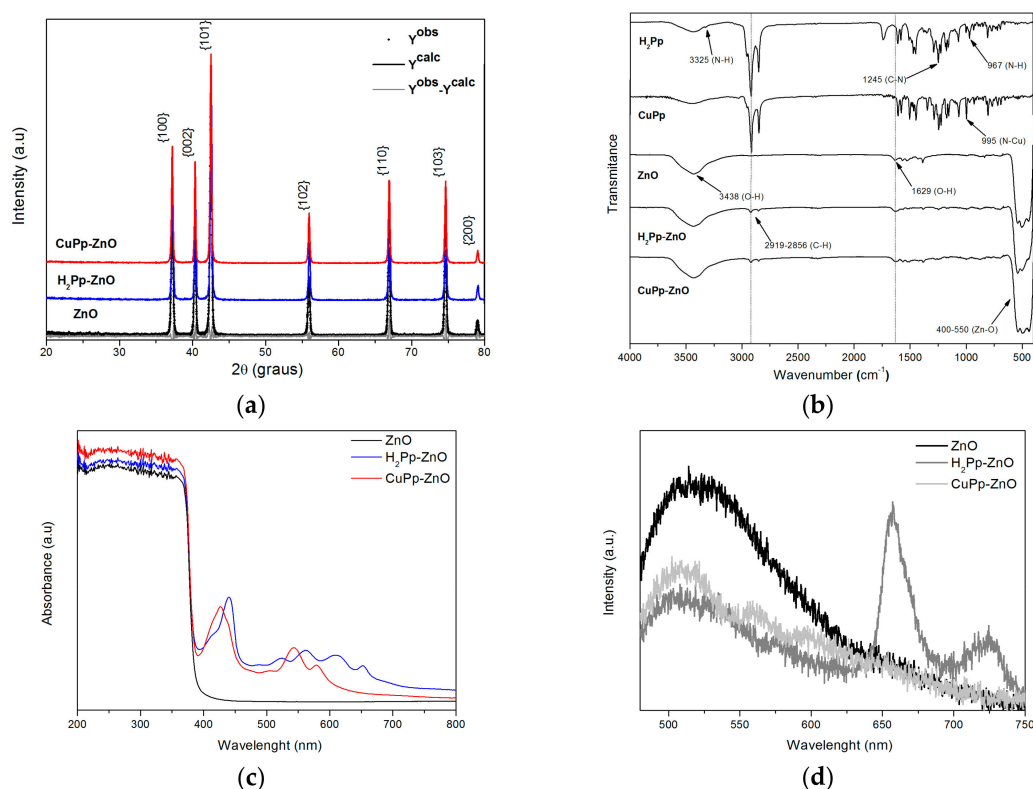 Y^obs
Y^calc
Y^obs-Y^calc
{100}
{002}
{101}
{102}
{110}
{103}
{200}
CuPp-ZnO
H₂Pp-ZnO
ZnO
Intensity (a.u)
20 30 40 50 60 70 80
2θ (graus)
(a)
H₂Pp
3325 (N-H)
1245 (C-N)
967 (N-H)
CuPp
995 (N-Cu)
ZnO
3438 (O-H)
1629 (O-H)
H₂Pp-ZnO
2919-2856 (C-H)
CuPp-ZnO
400-550 (Zn-O)
Transmitance
4000 3500 3000 2500 2000 1500 1000 500
Wavenumber (cm⁻¹)
(b)
ZnO
H₂Pp-ZnO
CuPp-ZnO
Absorbance (a.u)
200 300 400 500 600 700 800
Wavelenght (nm)
(c)
ZnO
H₂Pp-ZnO
CuPp-ZnO
Intensity (a.u.)
500 550 600 650 700 750
Wavelenght (nm)
(d)